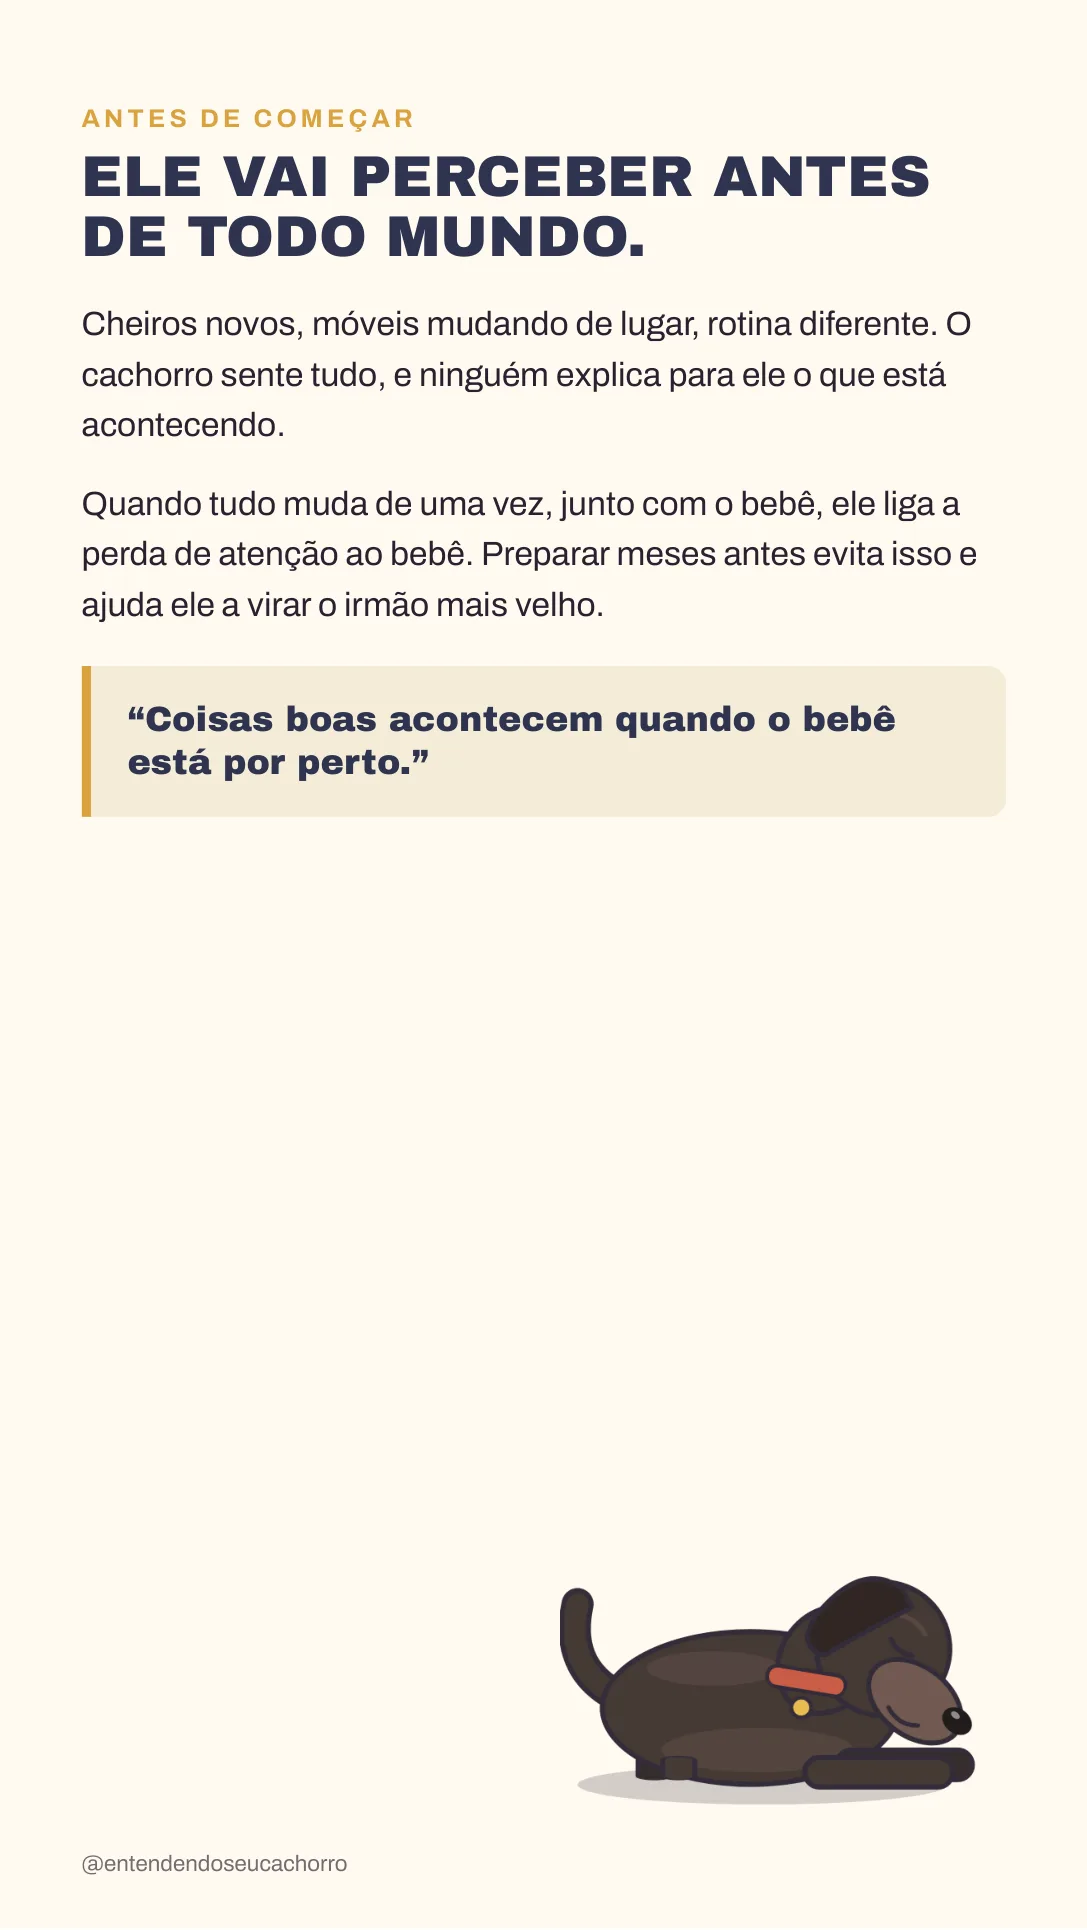 ANTES DE COMEÇAR
ELE VAI PERCEBER ANTES
DE TODO MUNDO.
Cheiros novos, móveis mudando de lugar, rotina diferente. O
cachorro sente tudo, e ninguém explica para ele o que está
acontecendo.
Quando tudo muda de uma vez, junto com o bebê, ele liga a
perda de atenção ao bebê. Preparar meses antes evita isso e
ajuda ele a virar o irmão mais velho.
“Coisas boas acontecem quando o bebê
está por perto.”
@entendendoseucachorro